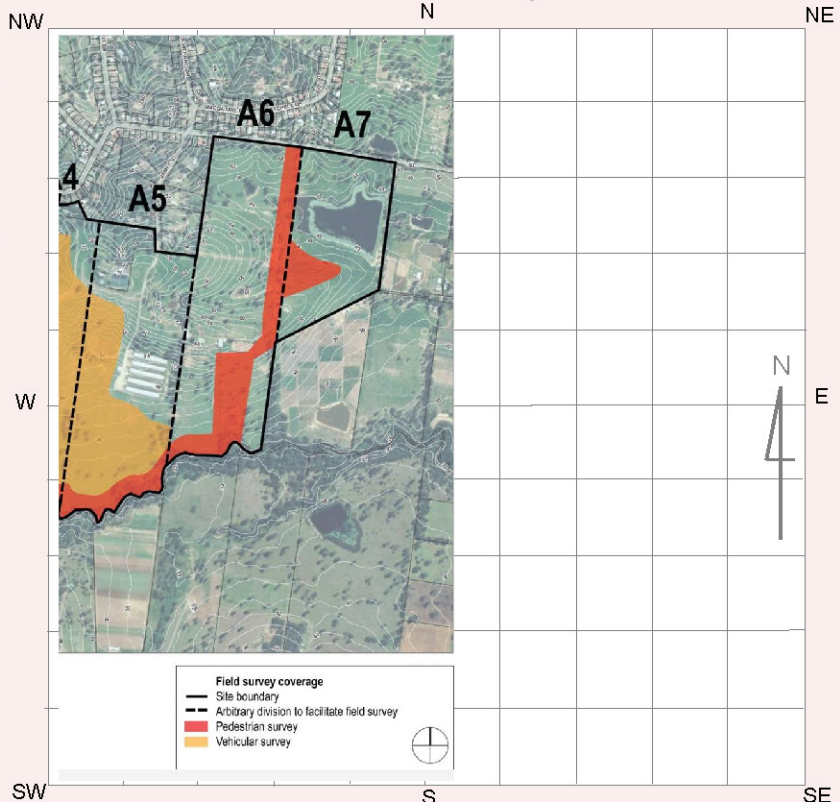 N
NW
NE
A6
A7
A4
A5
W
E
N
Field survey coverage
Site boundary
Arbitrary division to facilitate field survey
Pedestrian survey
Vehicular survey
SW
S
SE